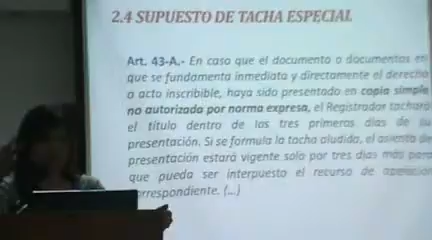 2.4 SUPUESTO DE TACHA ESPECIAL
Art. 43-A.- En caso que el documento o documentos en
que se fundamenta inmediata y directamente el derecho
o acto inscribible, haya sido presentado en copia simple
no autorizada por norma expresa, el Registrador tachará
el título dentro de los tres primeros días de su
presentación. Si se formula la tacha aludida, el asiento de
presentación estará vigente solo por tres días más para
que pueda ser interpuesto el recurso de apelación
correspondiente. (...)